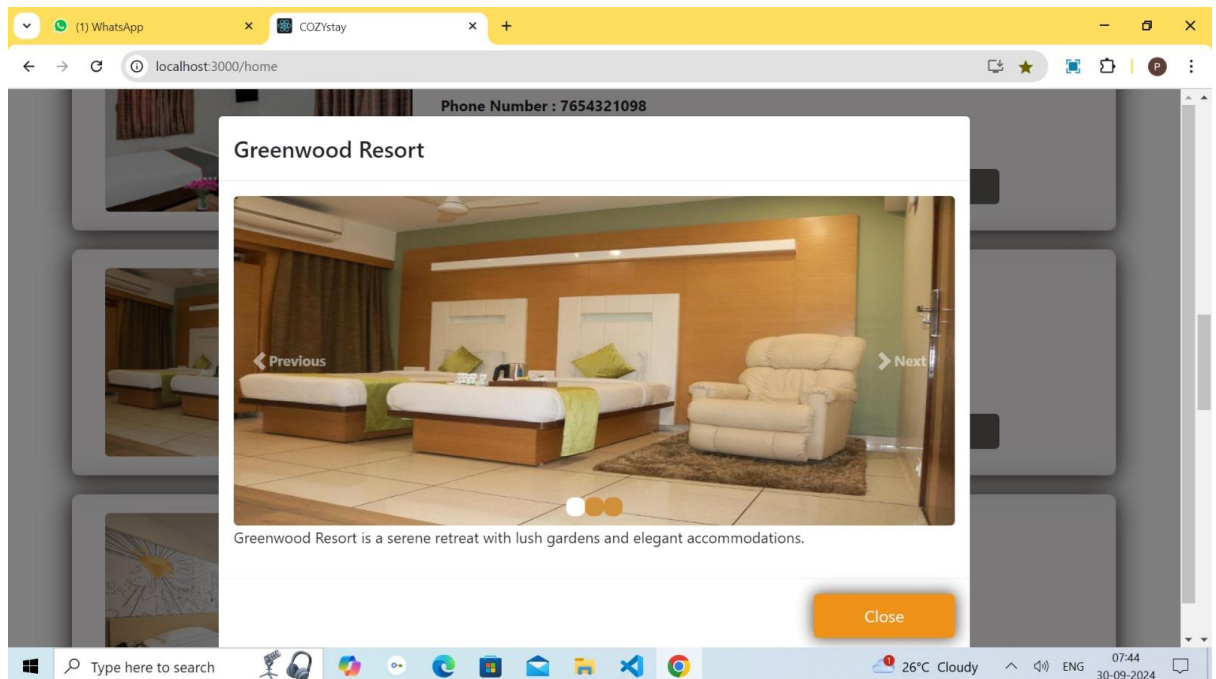 (1) WhatsApp
COZYstay
localhost:3000/home
P
Phone Number : 7654321098
Greenwood Resort
Previous
Next
Greenwood Resort is a serene retreat with lush gardens and elegant accommodations.
Close
Type here to search
26°C Cloudy
ENG
07:44
30-09-2024